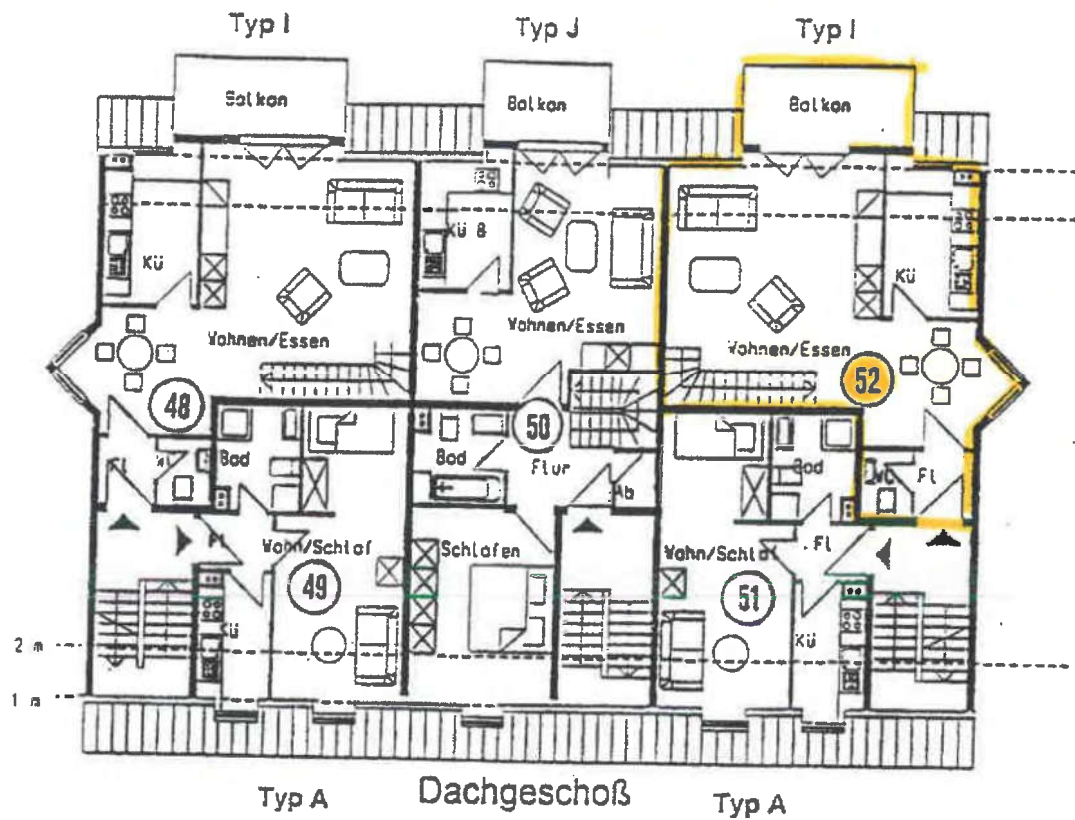 Typ I
Typ J
Typ I
Balkon
Balkon
Balkon
Kü
Kü 8
Kü
Wohnen/Essen
Wohnen/Essen
Wohnen/Essen
48
50
52
Fl
Bad
Bad
Flur
Ab
Bad
WC
Fl
Fl
Wohn/Schlaf
Schlafen
Wohn/Schlaf
Fl
49
51
Kü
Kü
2 m
1 m
Typ A
Dachgeschoß
Typ A